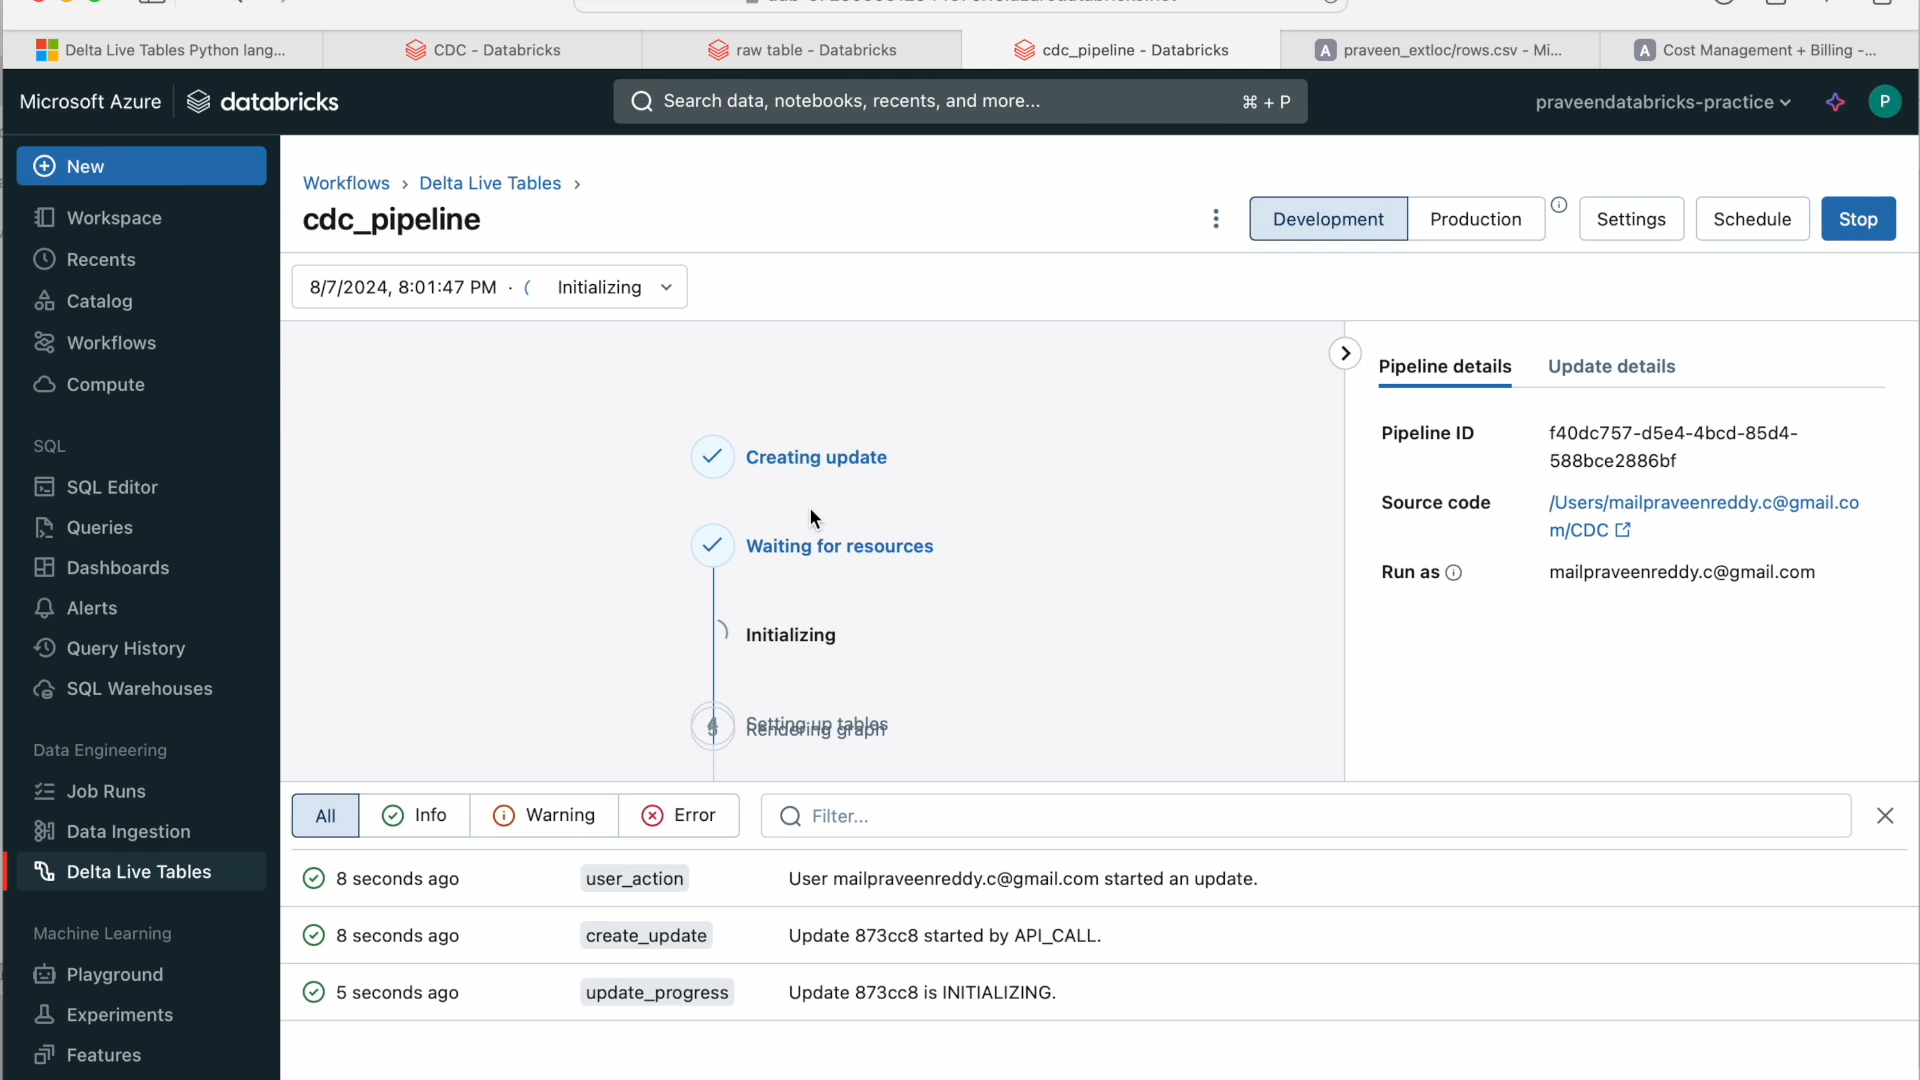 Delta Live Tables Python lang...
CDC - Databricks
raw table - Databricks
cdc_pipeline - Databricks
A praveen_extloc/rows.csv - Mi...
A Cost Management + Billing -...
Microsoft Azure databricks
Search data, notebooks, recents, and more... ⌘ + P
praveendatabricks-practice P
New
Workspace
Recents
Catalog
Workflows
Compute
SQL
SQL Editor
Queries
Dashboards
Alerts
Query History
SQL Warehouses
Data Engineering
Job Runs
Data Ingestion
Delta Live Tables
Machine Learning
Playground
Experiments
Features
Workflows › Delta Live Tables ›
cdc_pipeline
Development Production Settings Schedule Stop
8/7/2024, 8:01:47 PM · Initializing
Creating update
Waiting for resources
Initializing
Setting up tables
Rendering graph
Pipeline details Update details
Pipeline ID f40dc757-d5e4-4bcd-85d4-
588bce2886bf
Source code /Users/mailpraveenreddy.c@gmail.co
m/CDC
Run as mailpraveenreddy.c@gmail.com
All Info Warning Error Filter...
8 seconds ago user_action User mailpraveenreddy.c@gmail.com started an update.
8 seconds ago create_update Update 873cc8 started by API_CALL.
5 seconds ago update_progress Update 873cc8 is INITIALIZING.